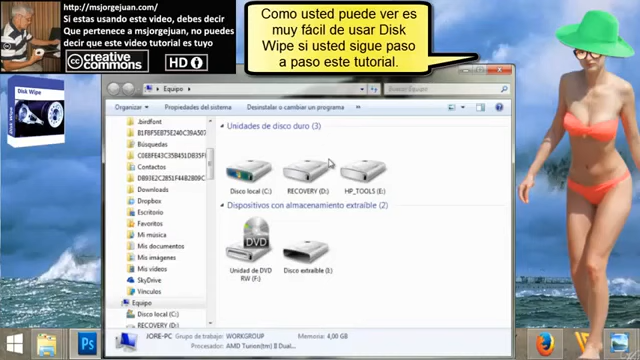 http://msjorgejuan.com/
Si estas usando este video, debes decir
Que pertenece a msjorgejuan, no puedes
decir que este video tutorial es tuyo
cc creative commons
HD
Como usted puede ver es
muy fácil de usar Disk
Wipe si usted sigue paso
a paso este tutorial.
Disk Wipe
Equipo
Buscar Equipo
Organizar
Propiedades del sistema
Desinstalar o cambiar un programa
»
.birdfont
Búsquedas
Contactos
Downloads
Dropbox
Escritorio
Favoritos
Mi música
Mis documentos
Mis imágenes
Mis vídeos
SkyDrive
Vínculos
Equipo
Disco local (C:)
RECOVERY (D:)
Unidades de disco duro (3)
Disco local (C:)
RECOVERY (D:)
HP_TOOLS (E:)
Dispositivos con almacenamiento extraíble (2)
DVD
Unidad de DVD
RW (F:)
Disco extraíble (I:)
JORE-PC
Grupo de trabajo: WORKGROUP
Memoria: 4,00 GB
Procesador: AMD Turion(tm) II Dual...
Ps